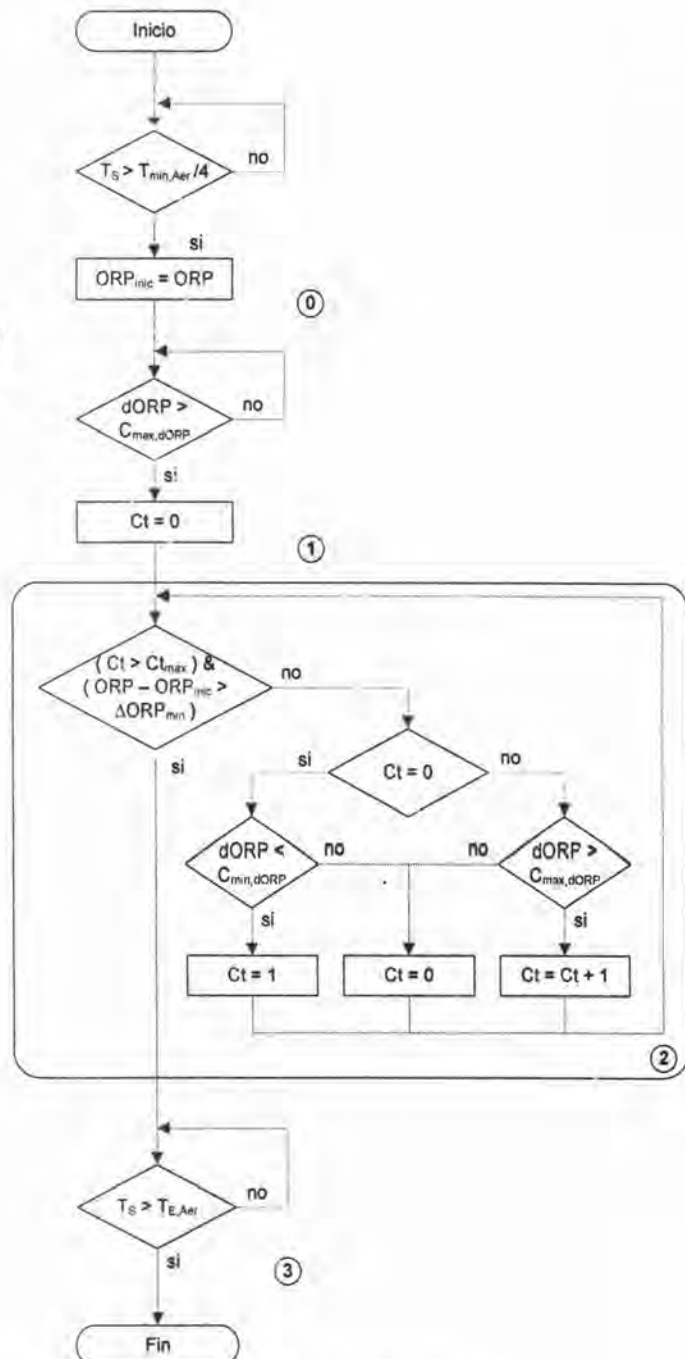 Inicio
T_S > T_min,Aer /4
no
si
ORP_inic = ORP
0
dORP >
C_max,dORP
no
si
Ct = 0
1
( Ct > Ct_max ) &
( ORP – ORP_inic >
ΔORP_min )
no
si
Ct = 0
si
no
dORP <
C_min,dORP
no
no
dORP >
C_max,dORP
si
si
Ct = 1
Ct = 0
Ct = Ct + 1
2
T_S > T_E,Aer
no
si
3
Fin